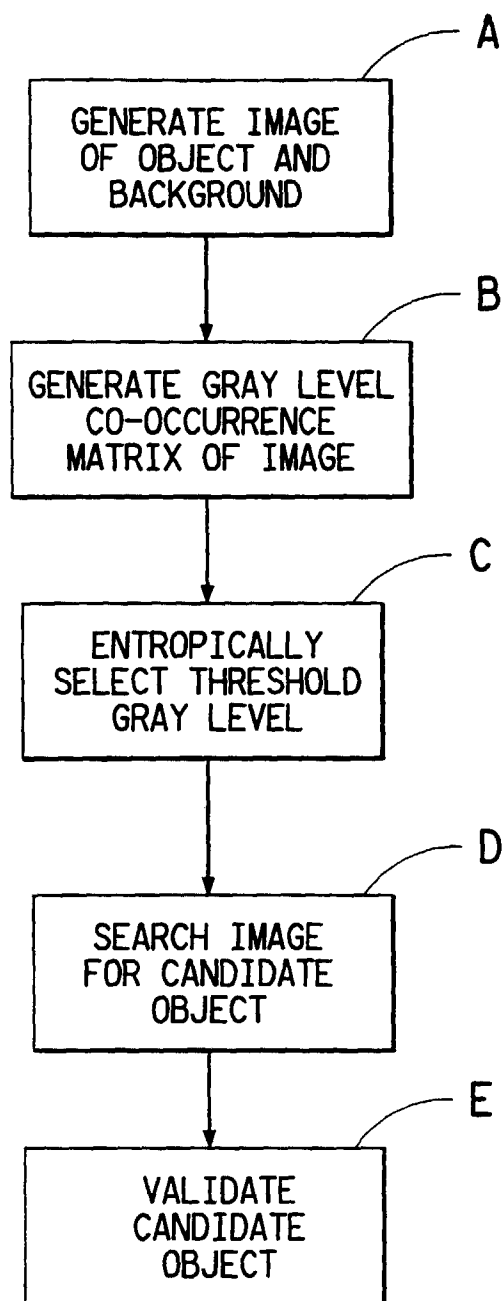 A
GENERATE IMAGE
OF OBJECT AND
BACKGROUND
B
GENERATE GRAY LEVEL
CO-OCCURRENCE
MATRIX OF IMAGE
C
ENTROPICALLY
SELECT THRESHOLD
GRAY LEVEL
D
SEARCH IMAGE
FOR CANDIDATE
OBJECT
E
VALIDATE
CANDIDATE
OBJECT